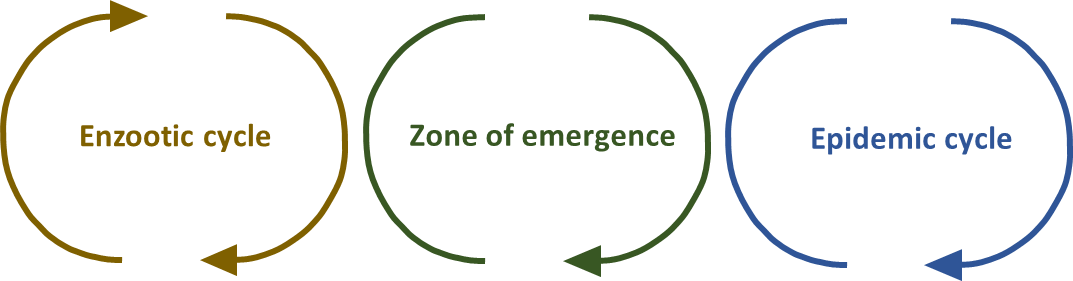 Enzootic cycle
Zone of emergence
Epidemic cycle